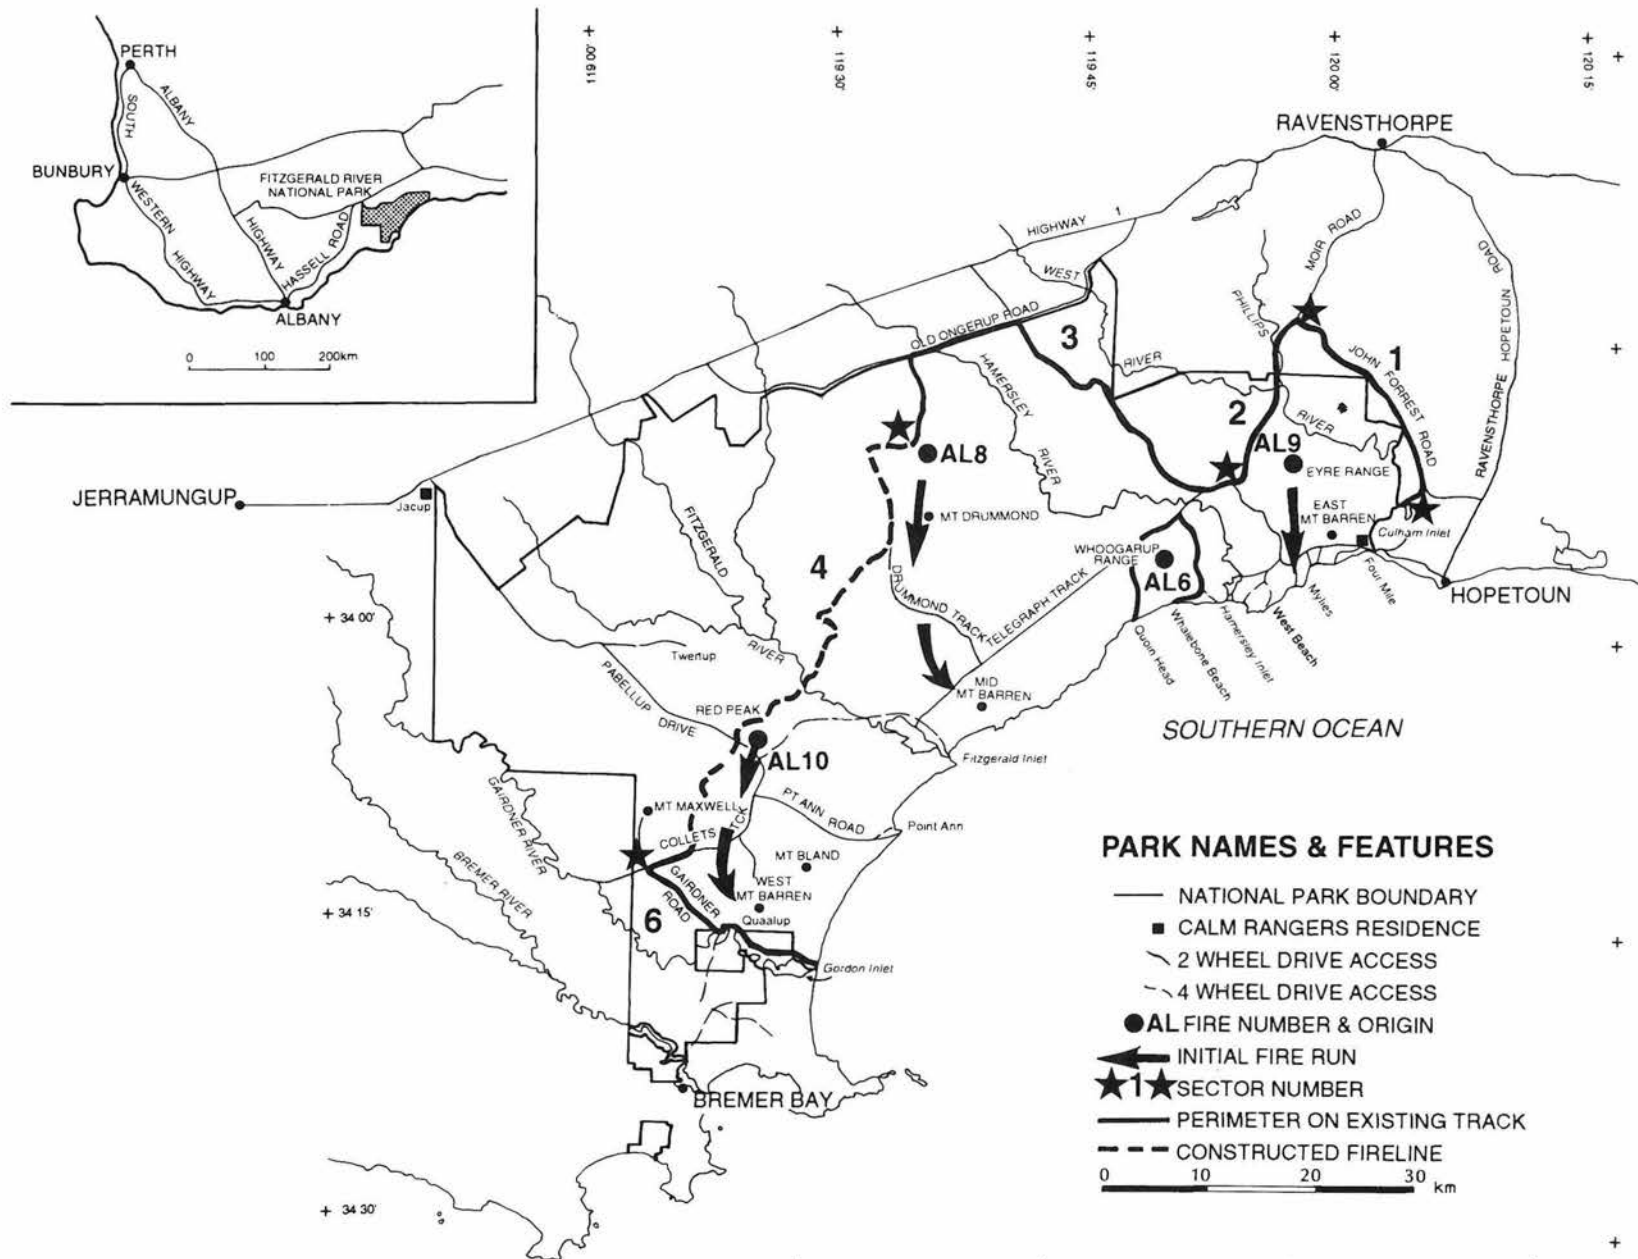 PERTH
ALBANY
SOUTH
BUNBURY
WESTERN
HIGHWAY
FITZGERALD RIVER
NATIONAL PARK
HIGHWAY
HASSELL ROAD
ALBANY
0 100 200km
119 00'
119 30'
119 45'
120 00'
120 15'
RAVENSTHORPE
HIGHWAY 1
MOIR ROAD
RAVENSTHORPE HOPETOUN ROAD
WEST
RIVER
PHILLIPS
RIVER
OLD ONGERUP ROAD
3
1
JOHN FORREST ROAD
HAMERSLEY
RIVER
2
AL8
AL9
EYRE RANGE
JERRAMUNGUP
Jacup
MT DRUMMOND
EAST
MT BARREN
Culham Inlet
FITZGERALD
RIVER
4
WHOOGARUP
RANGE
AL6
DRUMMOND TRACK
TELEGRAPH TRACK
HOPETOUN
Four Mile
Mylies
West Beach
Hamersley Inlet
Whalebone Beach
Quoin Head
34 00'
Twertup
PABELLUP
DRIVE
RED PEAK
MID
MT BARREN
SOUTHERN OCEAN
AL10
Fitzgerald Inlet
GAIRDNER RIVER
MT MAXWELL
COLLETS TCK
PT ANN ROAD
Point Ann
BREMER RIVER
MT BLAND
GAIRDNER
ROAD
WEST
MT BARREN
34 15'
6
Quaalup
Gordon Inlet
BREMER BAY
34 30'
PARK NAMES & FEATURES
NATIONAL PARK BOUNDARY
CALM RANGERS RESIDENCE
2 WHEEL DRIVE ACCESS
4 WHEEL DRIVE ACCESS
AL FIRE NUMBER & ORIGIN
INITIAL FIRE RUN
1 SECTOR NUMBER
PERIMETER ON EXISTING TRACK
CONSTRUCTED FIRELINE
0 10 20 30 km